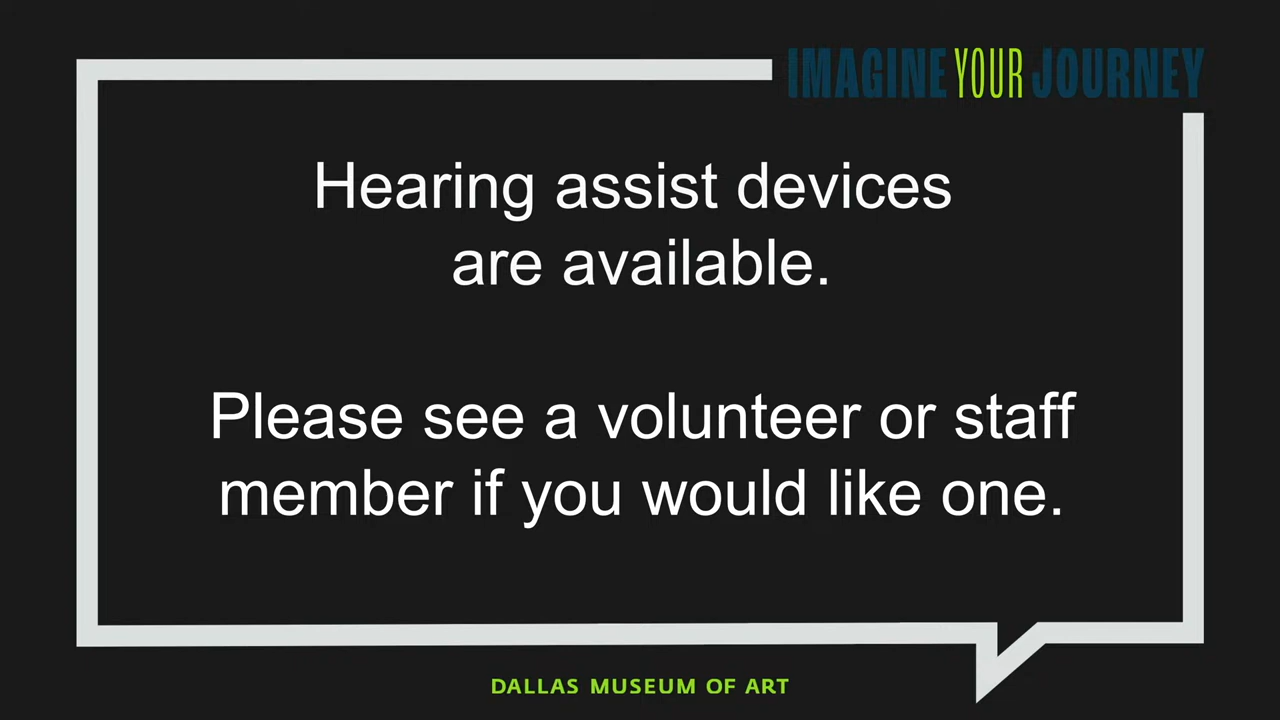 IMAGINE YOUR JOURNEY
Hearing assist devices
are available.
Please see a volunteer or staff
member if you would like one.
DALLAS MUSEUM OF ART